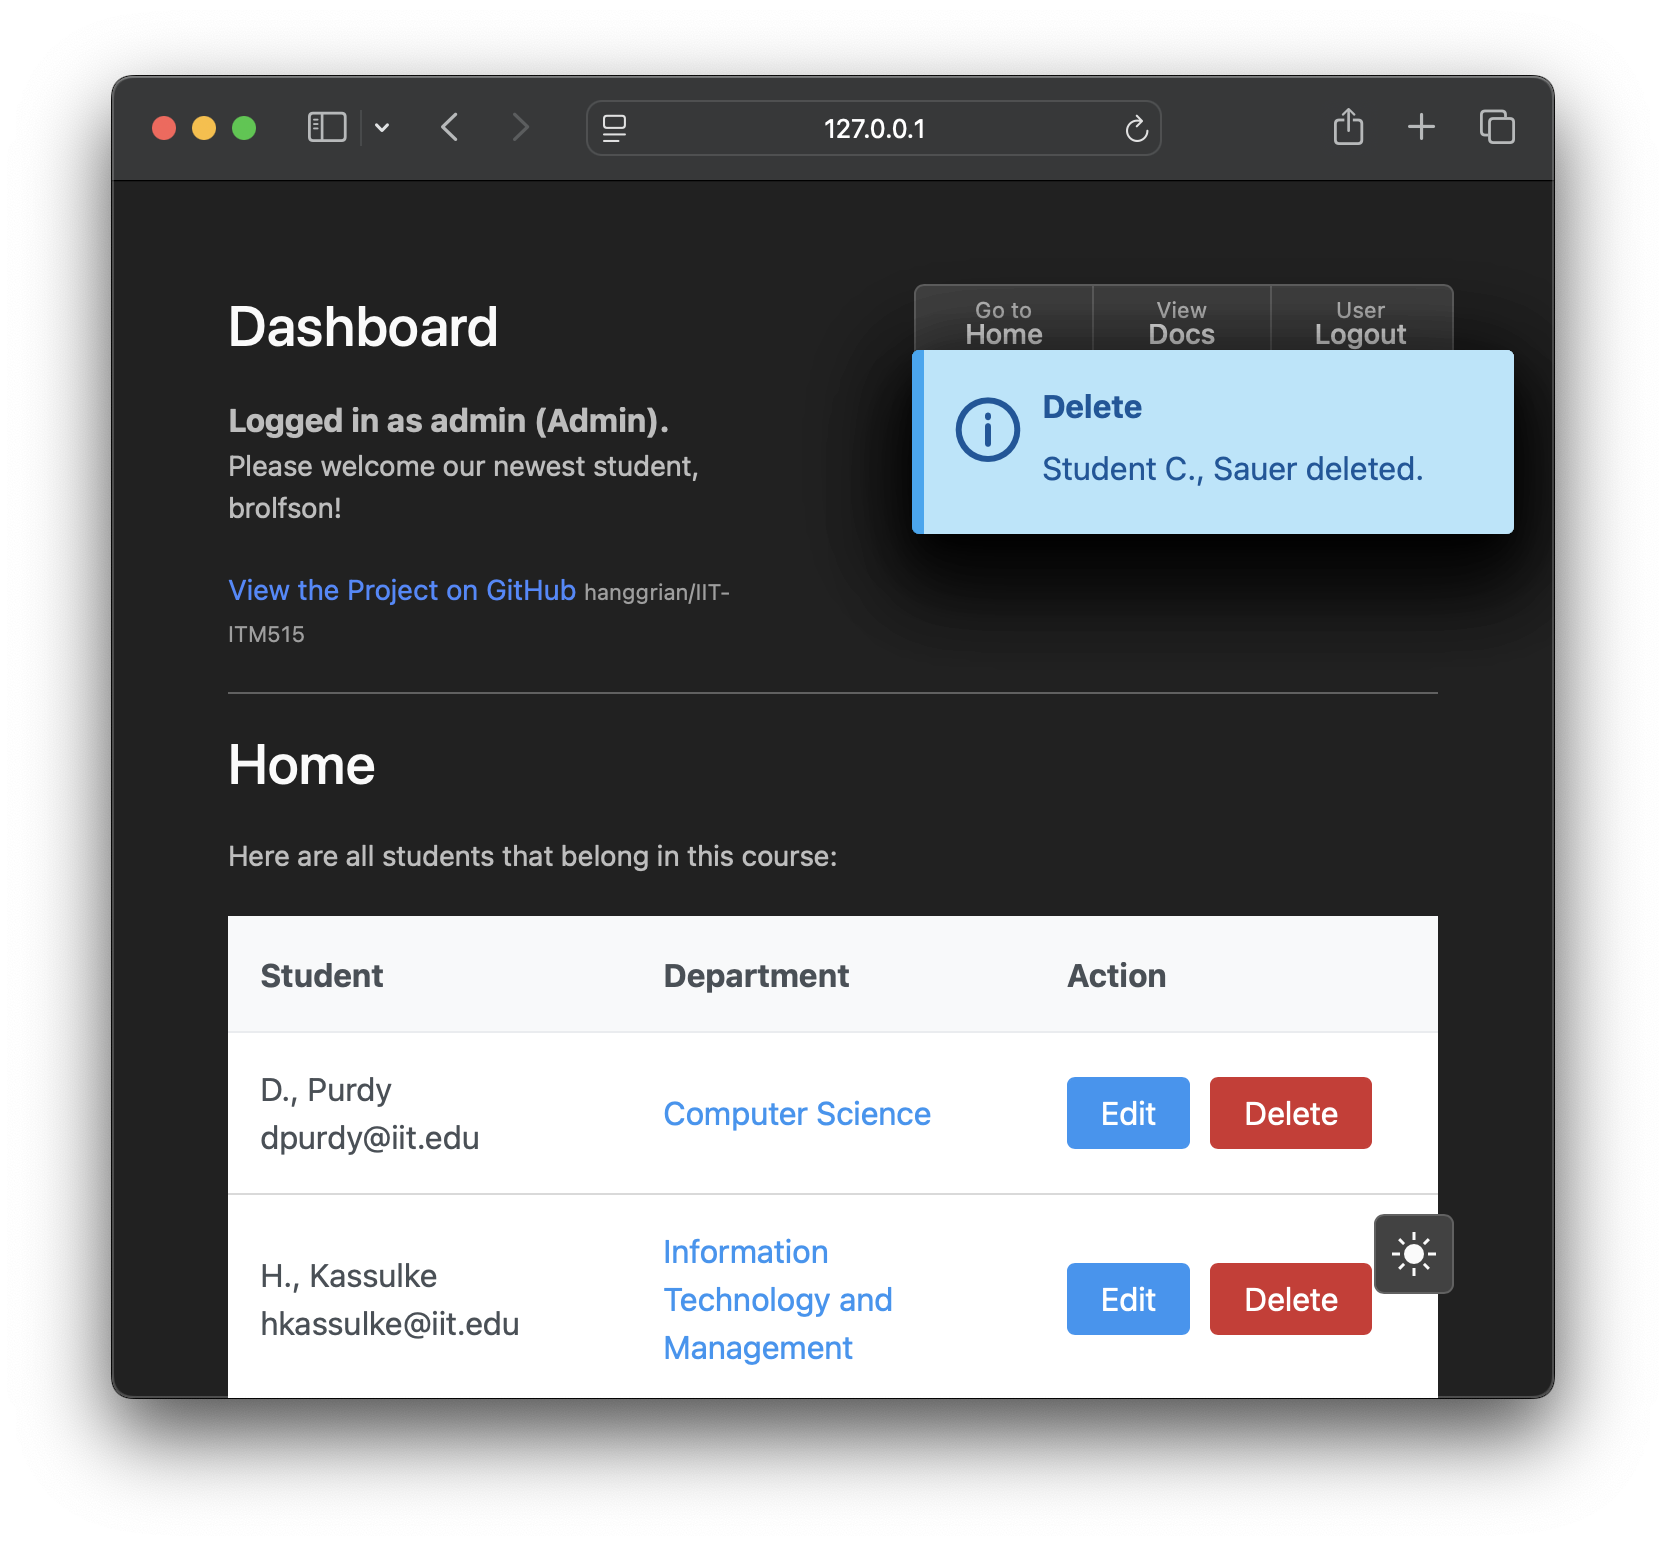 127.0.0.1
Dashboard
Go to
Home
View
Docs
User
Logout
Delete
Student C., Sauer deleted.
Logged in as admin (Admin).
Please welcome our newest student,
brolfson!
View the Project on GitHub hanggrian/IIT-
ITM515
Home
Here are all students that belong in this course:
Student Department Action
D., Purdy
dpurdy@iit.edu
Computer Science
Edit Delete
H., Kassulke
hkassulke@iit.edu
Information
Technology and
Management
Edit Delete